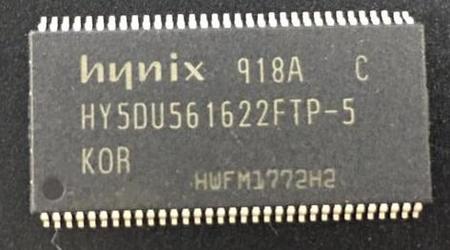 hynix 918A C
HY5DU561622FTP-5
KOR
HWFM1772H2